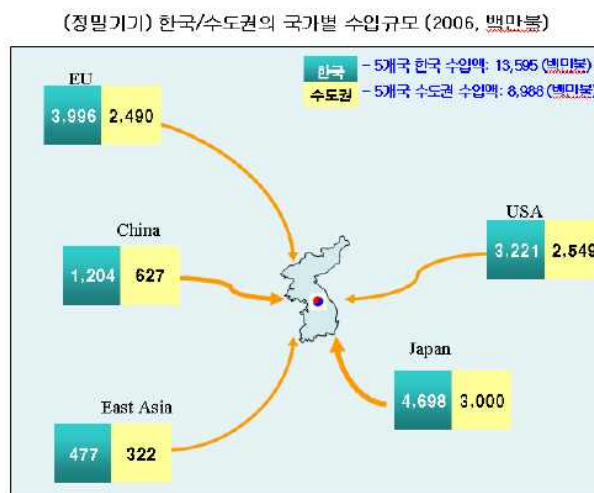 (정밀기기) 한국/수도권의 국가별 수입규모 (2006, 백만불)
한국 - 5개국 한국 수입액: 13,595 (백만불)
수도권 - 5개국 수도권 수입액: 8,988 (백만불)
EU
3.996 2.490
China
1,204 627
USA
3,221 2,549
Japan
4,698 3,000
East Asia
477 322